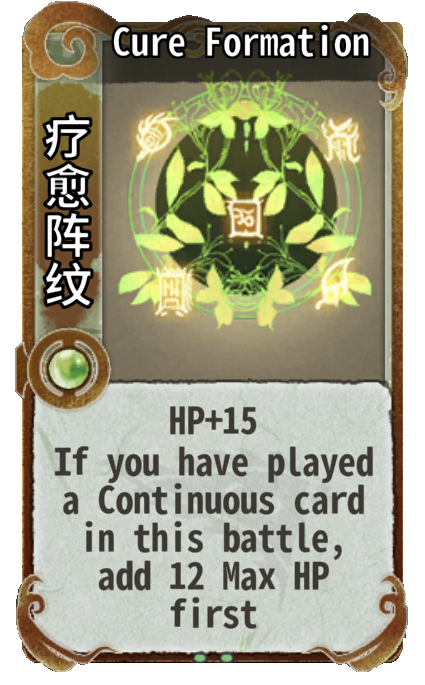 Cure Formation
疗愈阵纹
HP+15
If you have played
a Continuous card
in this battle,
add 12 Max HP
first